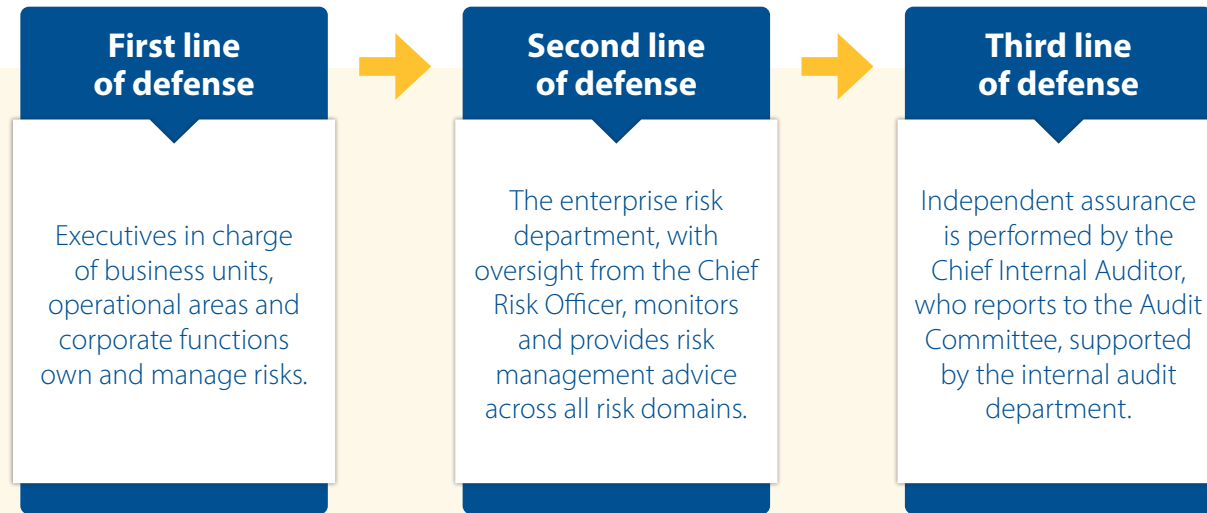 First line
of defense
Executives in charge
of business units,
operational areas and
corporate functions
own and manage risks.
Second line
of defense
The enterprise risk
department, with
oversight from the Chief
Risk Officer, monitors
and provides risk
management advice
across all risk domains.
Third line
of defense
Independent assurance
is performed by the
Chief Internal Auditor,
who reports to the Audit
Committee, supported
by the internal audit
department.